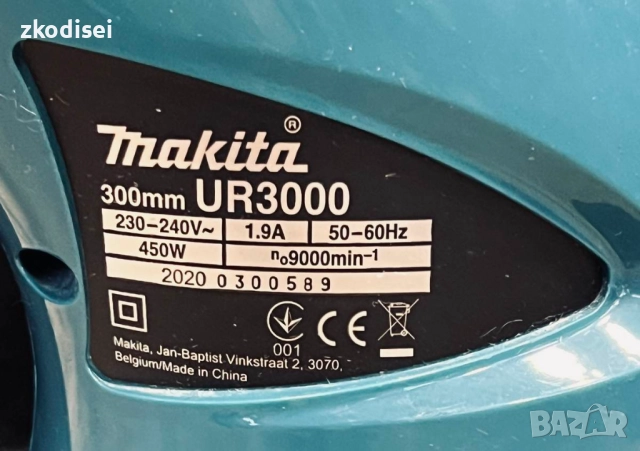 zkodisei
makita®
300mm UR3000
230-240V~ 1.9A 50-60Hz
450W n₀9000min⁻¹
2020 0300589
001
CE
Makita, Jan-Baptist Vinkstraat 2, 3070,
Belgium/Made in China
BAZAR